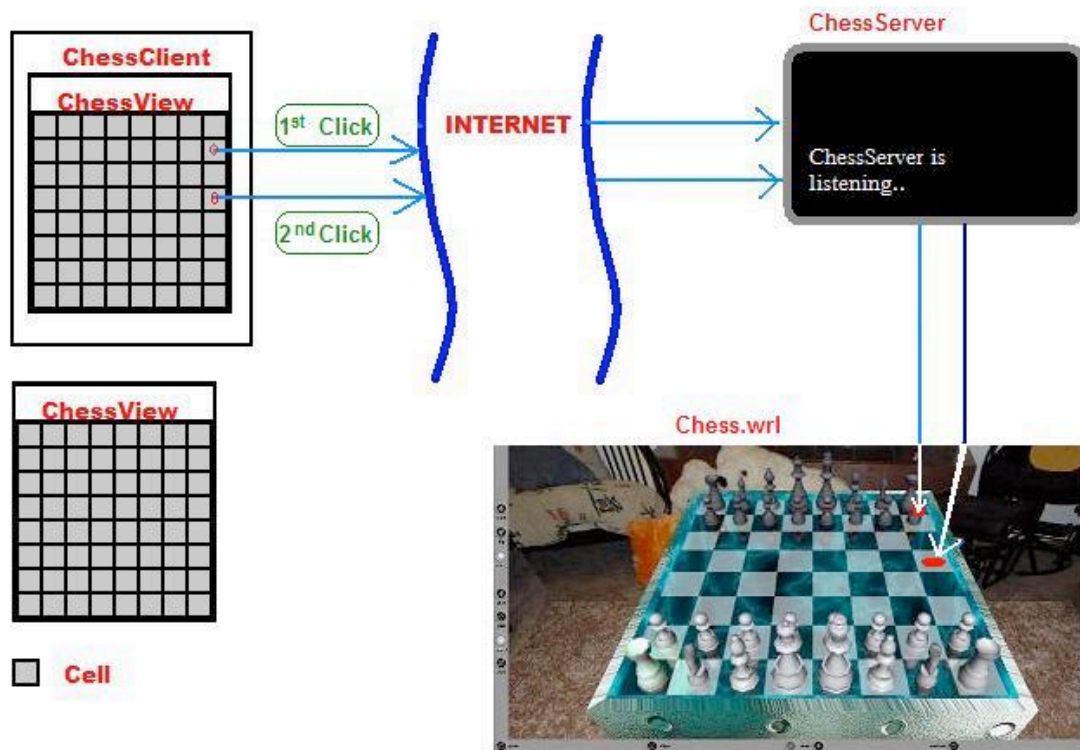 ChessServer
ChessClient
ChessView
1st Click
INTERNET
ChessServer is
listening..
2nd Click
Chess.wrl
ChessView
Cell